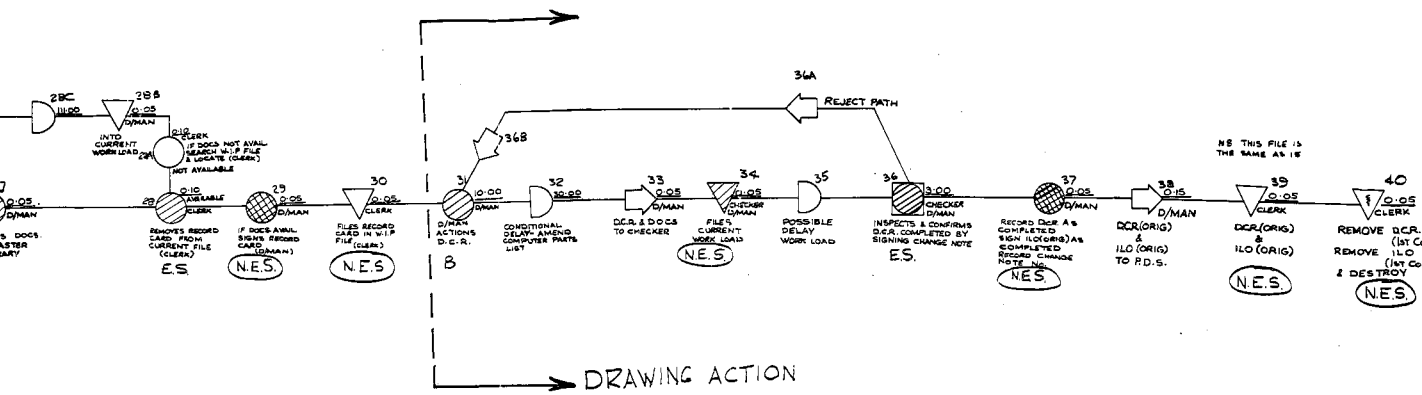 28C
11.00
28B
0.05
D/MAN
INTO
CURRENT
WORK LOAD
0.10
CLERK
IF DOCS NOT AVAIL
SEARCH W.I.P FILE
& LOCATE (CLERK)
28A
NOT AVAILABLE
0.05
D/MAN
S DOCS.
ASTER
RARY
28
0.10
CLERK
REMOVES RECORD
CARD FROM
CURRENT FILE
(CLERK)
E.S.
29
0.05
D/MAN
IF DOCS AVAIL
SIGNS RECORD
CARD
(D/MAN)
N.E.S.
30
0.05
CLERK
FILES RECORD
CARD IN W.I.P
FILE (CLERK)
N.E.S
31
10.00
D/MAN
D/MAN
ACTIONS
D.C.R.
B
32
30.00
CONDITIONAL
DELAY-AMEND
COMPUTER PARTS
LIST
33
0.05
D/MAN
D.C.R. & DOCS
TO CHECKER
34
0.05
CHECKER
D/MAN
FILES
CURRENT
WORK LOAD
N.E.S
35
POSSIBLE
DELAY
WORK LOAD
36A
REJECT PATH
36B
36
3.00
CHECKER
D/MAN
INSPECTS & CONFIRMS
D.C.R. COMPLETED BY
SIGNING CHANGE NOTE
E.S.
37
0.05
D/MAN
RECORD D.C.R. AS
COMPLETED
SIGN ILO(ORIG) AS
COMPLETED
RECORD CHANGE
NOTE No.
N.E.S
38
0.15
D/MAN
DCR(ORIG)
&
ILO(ORIG)
TO P.D.S.
NB THIS FILE IS
THE SAME AS 15
39
0.05
CLERK
DCR(ORIG)
&
ILO(ORIG)
N.E.S.
40
0.05
CLERK
REMOVE D.C.R.
(1st Co
REMOVE ILO
(1st Co
& DESTROY
N.E.S.
DRAWING ACTION